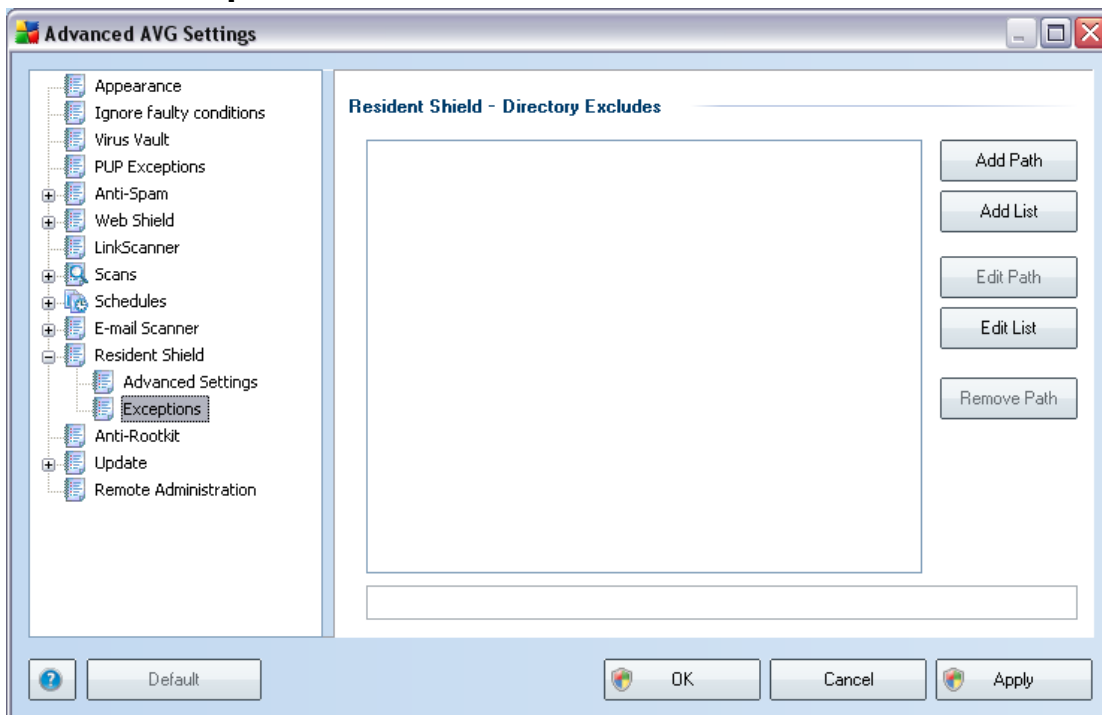 Advanced AVG Settings
Appearance
Ignore faulty conditions
Virus Vault
PUP Exceptions
Anti-Spam
Web Shield
LinkScanner
Scans
Schedules
E-mail Scanner
Resident Shield
Advanced Settings
Exceptions
Anti-Rootkit
Update
Remote Administration
Resident Shield - Directory Excludes
Add Path
Add List
Edit Path
Edit List
Remove Path
Default
OK
Cancel
Apply